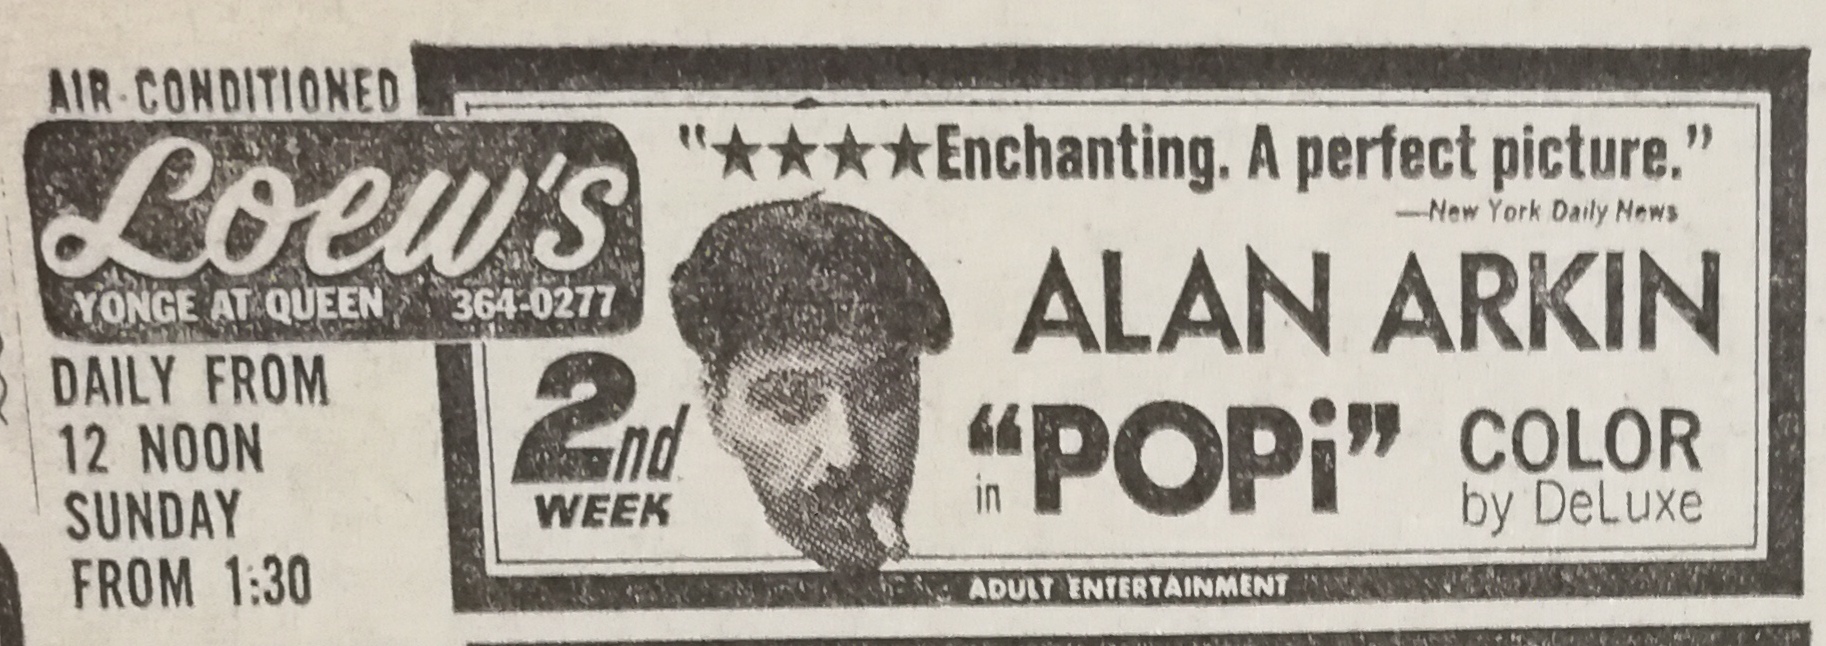 AIR-CONDITIONED
Loew's
YONGE AT QUEEN 364-0277
DAILY FROM
12 NOON
SUNDAY
FROM 1:30
"★★★★Enchanting. A perfect picture."
—New York Daily News
2nd
WEEK
ALAN ARKIN
in "POPi"
COLOR
by DeLuxe
ADULT ENTERTAINMENT